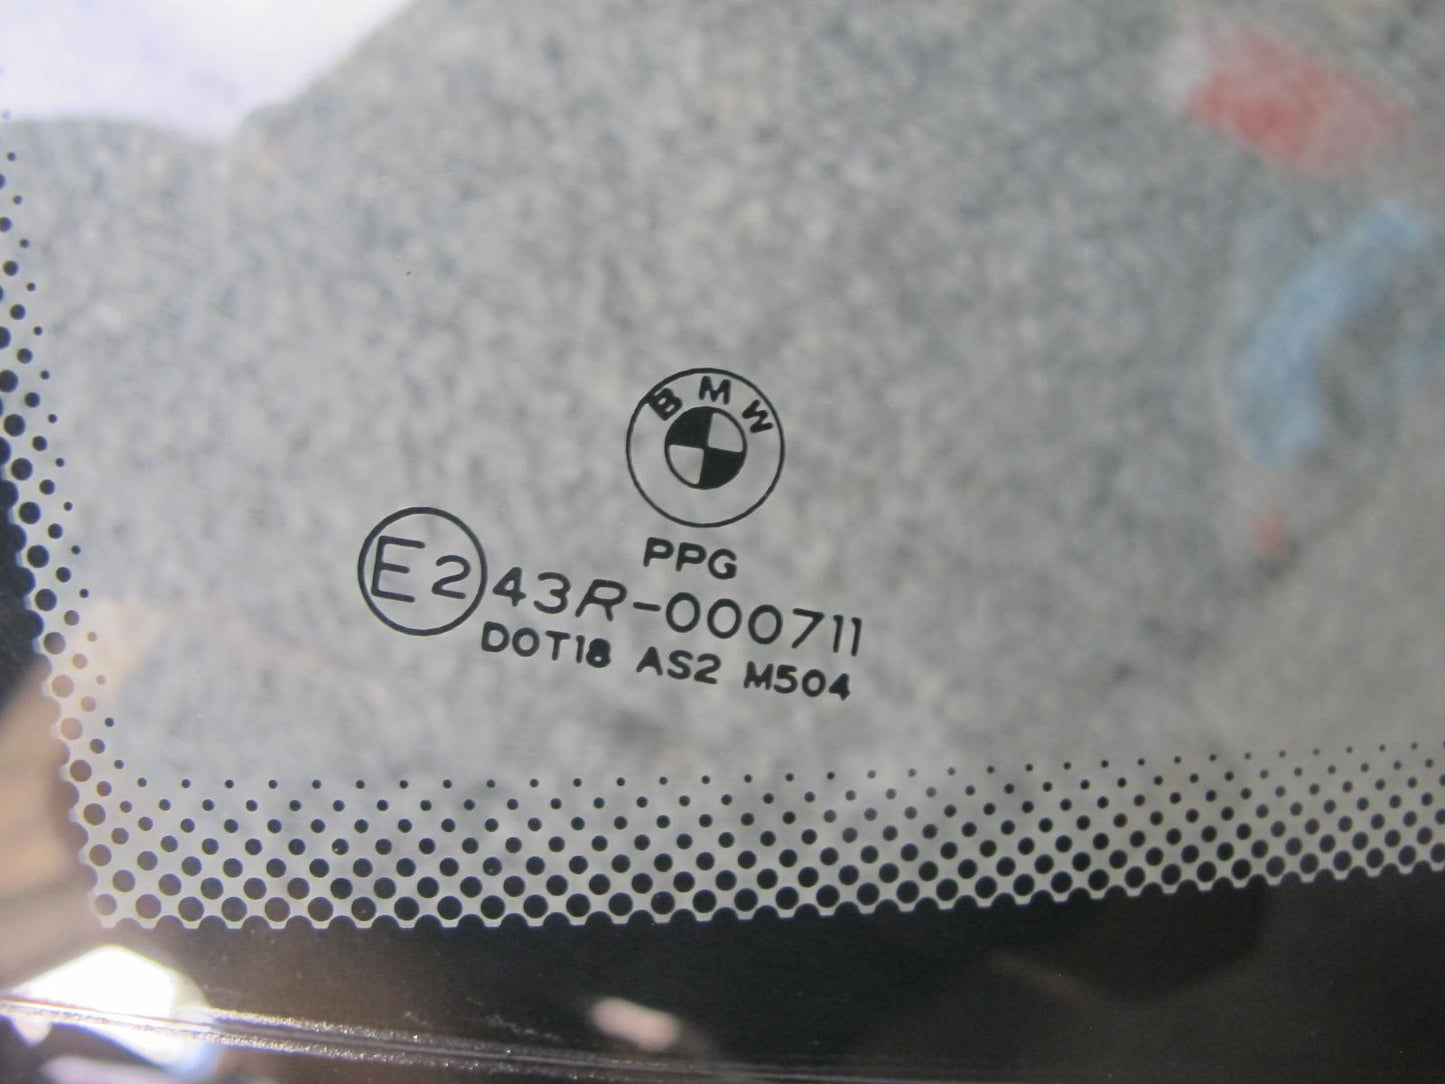 BMW
PPG
E2 43R-000711
DOT18 AS2 M504